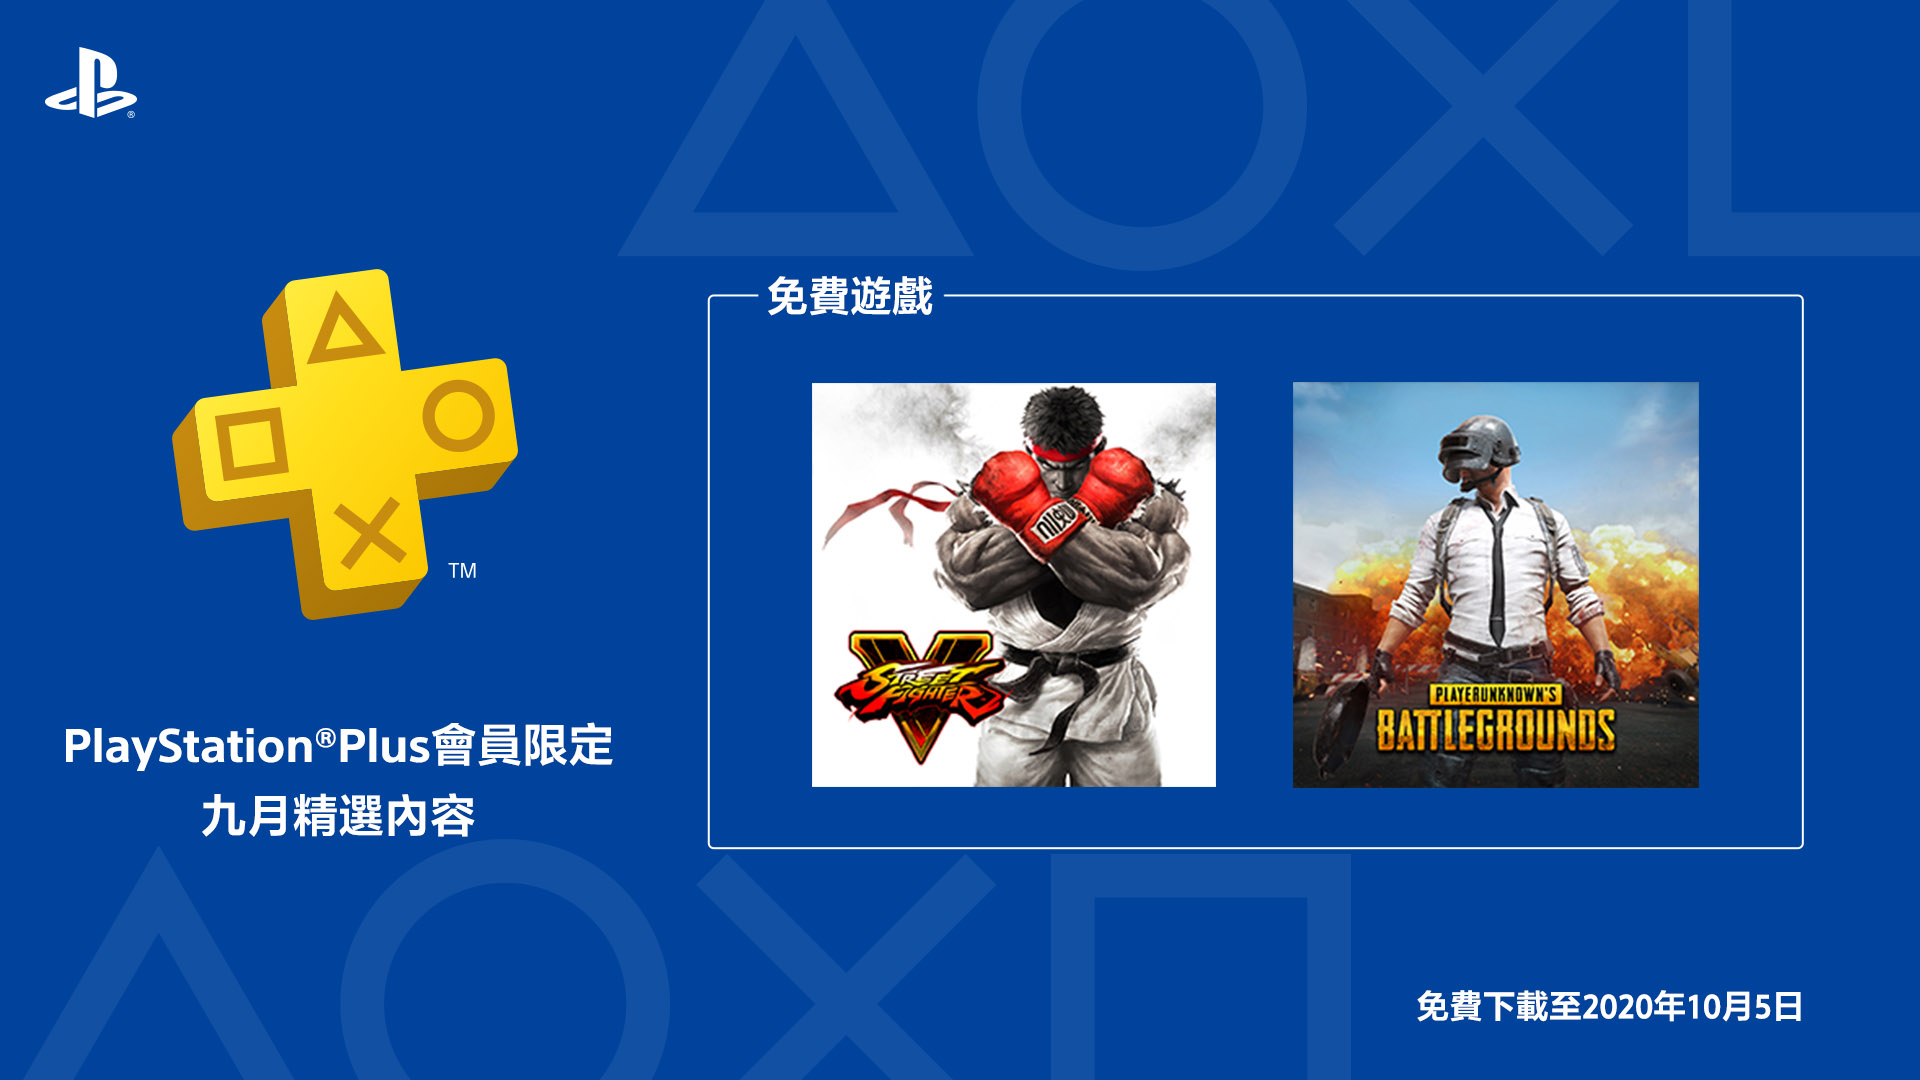 免費遊戲
STREET
FIGHTER
V
PLAYERUNKNOWN'S
BATTLEGROUNDS
TM
PlayStation®Plus會員限定
九月精選內容
免費下載至2020年10月5日